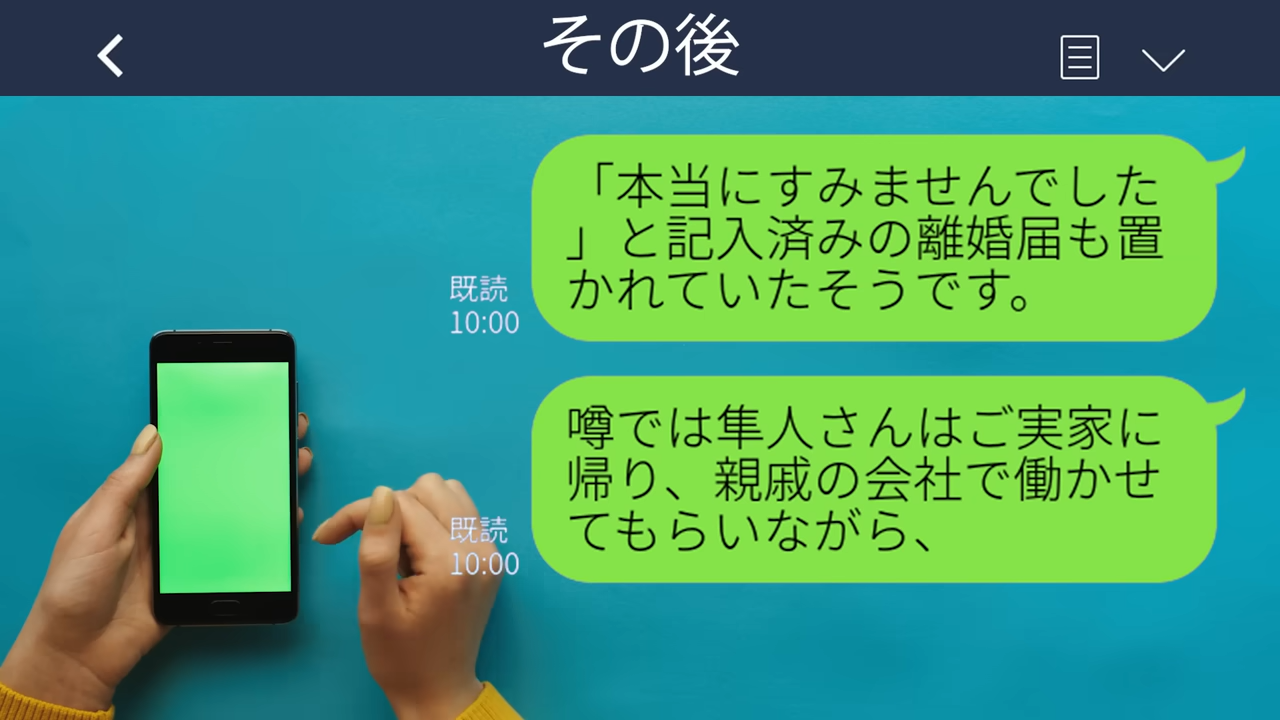 その後
「本当にすみませんでした
」と記入済みの離婚届も置
かれていたそうです。
既読
10:00
噂では隼人さんはご実家に
帰り、親戚の会社で働かせ
てもらいながら、
既読
10:00